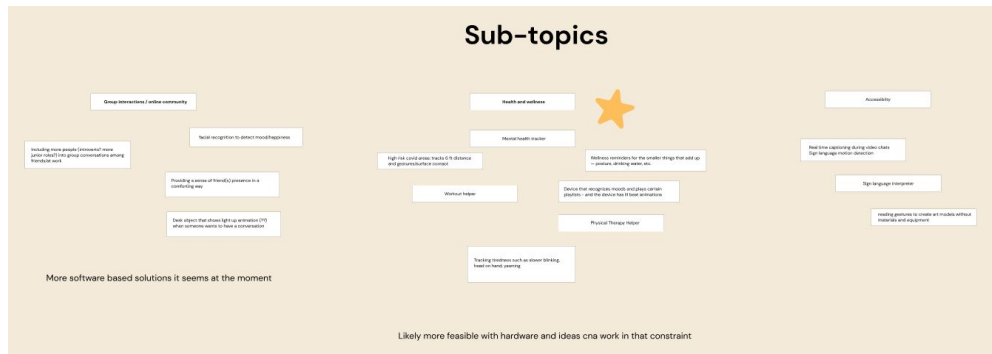 Sub-topics
Group interactions / online community
facial recognition to detect mood/happiness
Including more people (introverts? more
junior roles?) into group conversations among
friends/at work
Providing a sense of friend(s) presence in a
comforting way
Desk object that shows light up animation (??)
when someone wants to have a conversation
More software based solutions it seems at the moment
Health and wellness
Mental health tracker
high risk covid areas: tracks 6 ft distance
and gestures/surface contact
Wellness reminders for the smaller things that add up
— posture, drinking water, etc.
Workout helper
Device that recognizes moods and plays certain
playlists - and the device has lil boot animations
Physical Therapy Helper
Tracking tiredness such as slower blinking,
head on hand, yawning
Likely more feasible with hardware and ideas cna work in that constraint
Accessibility
Real time captioning during video chats
Sign language motion detection
Sign language interpreter
reading gestures to create art models without
materials and equipment